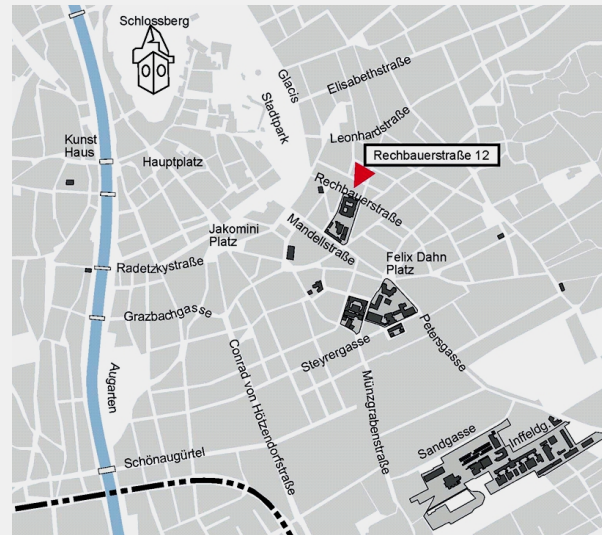 Schlossberg
Glacis
Elisabethstraße
Stadtpark
Leonhardstraße
Kunst
Haus
Hauptplatz
Rechbauerstraße 12
Rechbauerstraße
Jakomini
Platz
Mandellstraße
Felix Dahn
Platz
Radetzkystraße
Grazbachgasse
Petersgasse
Steyrergasse
Augarten
Conrad von Hötzendorfstraße
Münzgrabenstraße
Sandgasse
Inffeldg.
Schönaugürtel